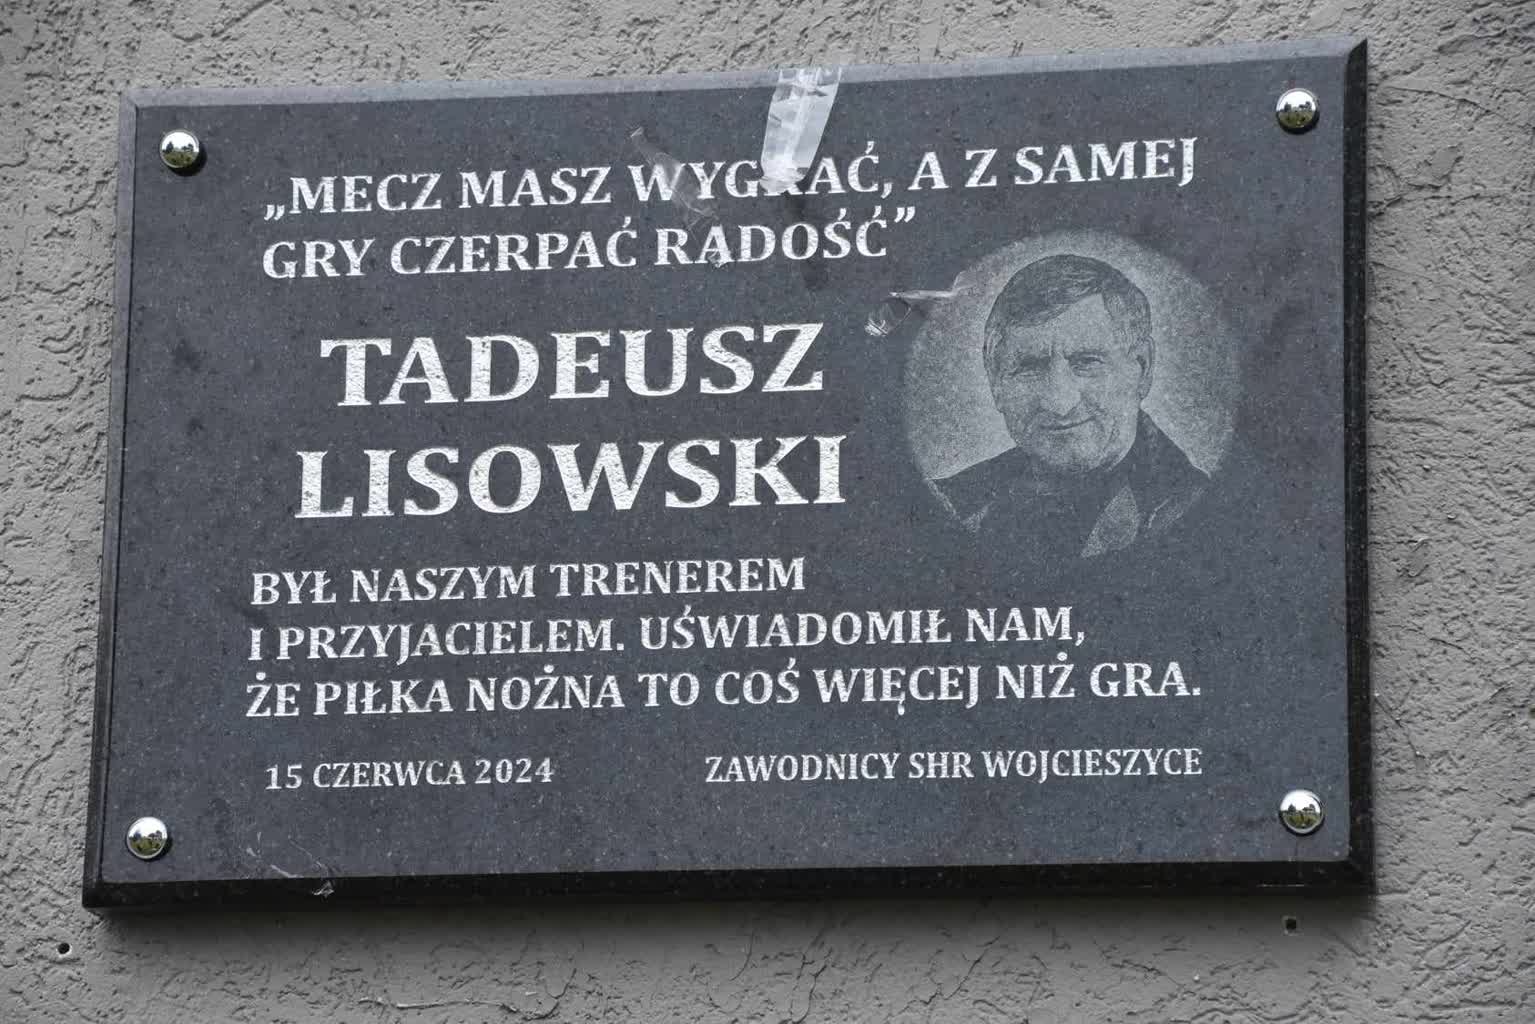 „MECZ MASZ WYGRAĆ, A Z SAMEJ
GRY CZERPAĆ RADOŚĆ”
TADEUSZ
LISOWSKI
BYŁ NASZYM TRENEREM
I PRZYJACIELEM. UŚWIADOMIŁ NAM,
ŻE PIŁKA NOŻNA TO COŚ WIĘCEJ NIŻ GRA.
15 CZERWCA 2024 ZAWODNICY SHR WOJCIESZYCE